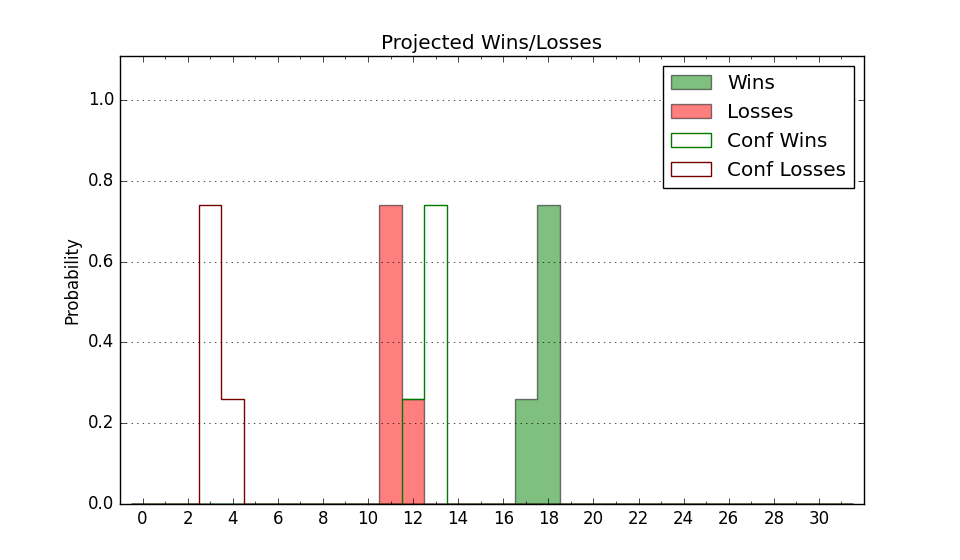 Projected Wins/Losses
Wins
Losses
Conf Wins
Conf Losses
Probability
1.0
0.8
0.6
0.4
0.2
0.0
0 2 4 6 8 10 12 14 16 18 20 22 24 26 28 30